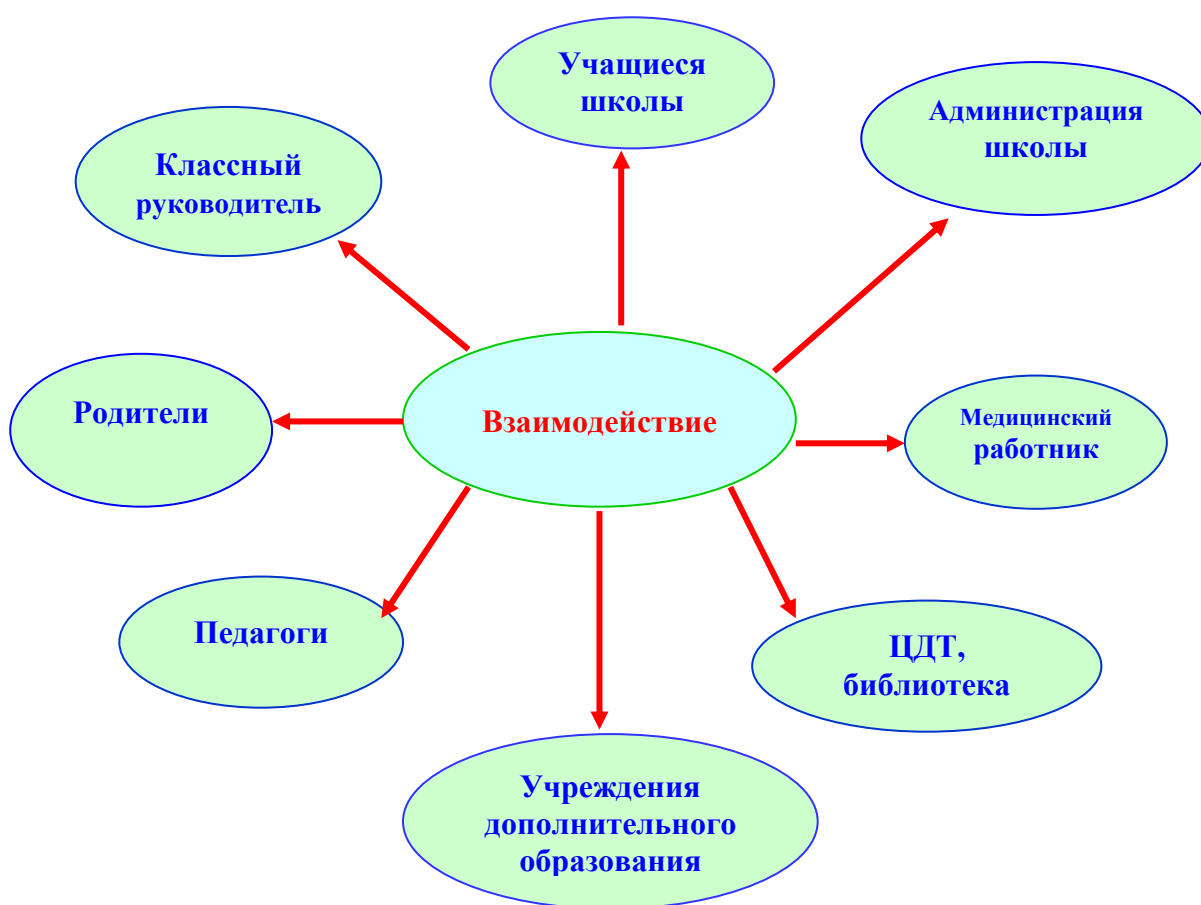 Учащиеся
школы
Администрация
школы
Классный
руководитель
Родители
Взаимодействие
Медицинский
работник
Педагоги
ЦДТ,
библиотека
Учреждения
дополнительного
образования